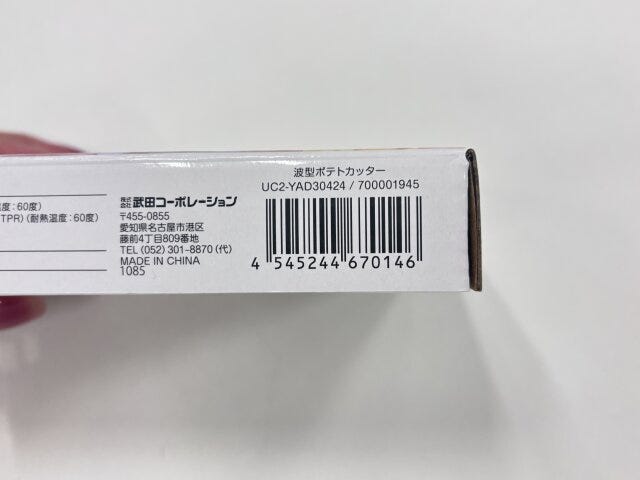 度:60度)
TPR)(耐熱温度:60度)
株式会社 武田コーポレーション
〒455-0855
愛知県名古屋市港区
藤前4丁目809番地
TEL (052) 301-8870 (代)
MADE IN CHINA
1085
波型ポテトカッター
UC2-YAD30424 / 700001945
4 545244 670146